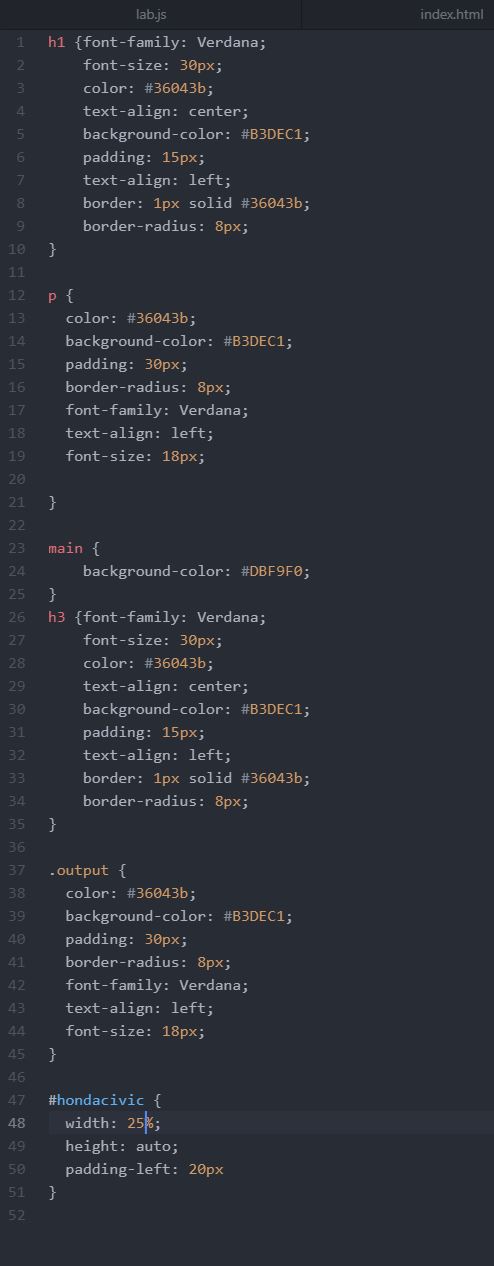 lab.js index.html
1 h1 {font-family: Verdana;
2 font-size: 30px;
3 color: #36043b;
4 text-align: center;
5 background-color: #B3DEC1;
6 padding: 15px;
7 text-align: left;
8 border: 1px solid #36043b;
9 border-radius: 8px;
10 }
11
12 p {
13 color: #36043b;
14 background-color: #B3DEC1;
15 padding: 30px;
16 border-radius: 8px;
17 font-family: Verdana;
18 text-align: left;
19 font-size: 18px;
20
21 }
22
23 main {
24 background-color: #DBF9F0;
25 }
26 h3 {font-family: Verdana;
27 font-size: 30px;
28 color: #36043b;
29 text-align: center;
30 background-color: #B3DEC1;
31 padding: 15px;
32 text-align: left;
33 border: 1px solid #36043b;
34 border-radius: 8px;
35 }
36
37 .output {
38 color: #36043b;
39 background-color: #B3DEC1;
40 padding: 30px;
41 border-radius: 8px;
42 font-family: Verdana;
43 text-align: left;
44 font-size: 18px;
45 }
46
47 #hondacivic {
48 width: 25%;
49 height: auto;
50 padding-left: 20px
51 }
52